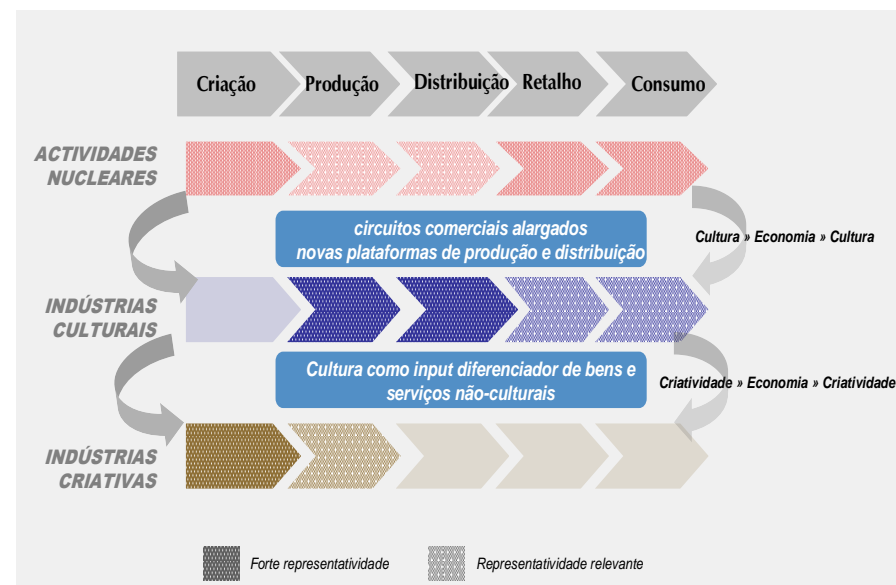 Criação Produção Distribuição Retalho Consumo
ACTIVIDADES
NUCLEARES
circuitos comerciais alargados
novas plataformas de produção e distribuição
Cultura » Economia » Cultura
INDÚSTRIAS
CULTURAIS
Cultura como input diferenciador de bens e
serviços não-culturais
Criatividade » Economia » Criatividade
INDÚSTRIAS
CRIATIVAS
Forte representatividade Representatividade relevante